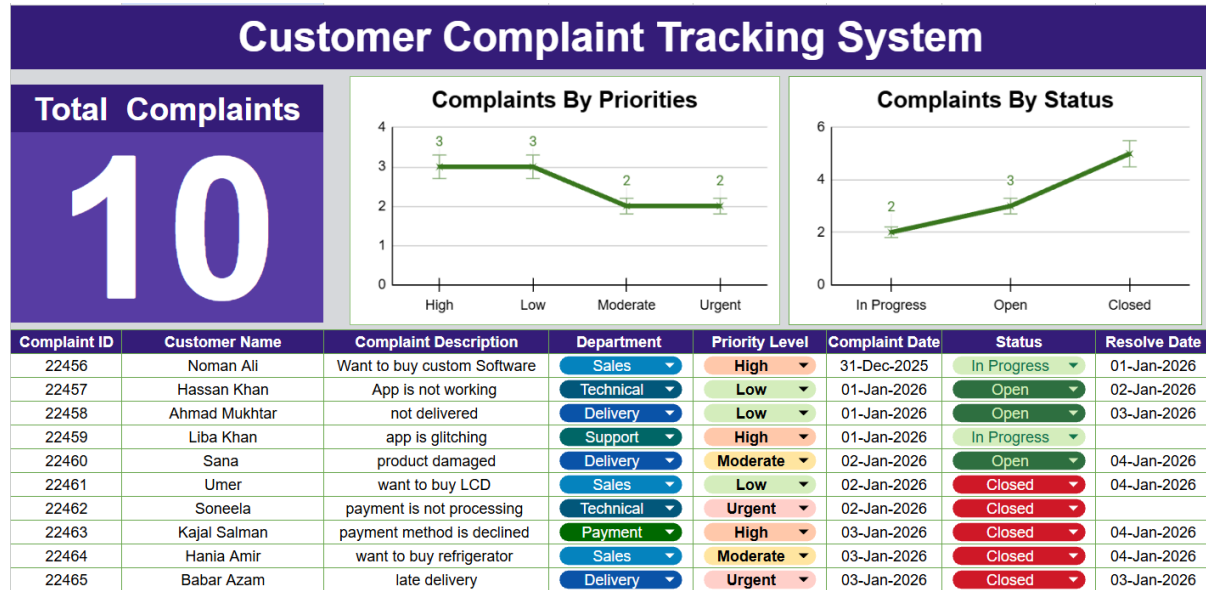 Customer Complaint Tracking System
Total Complaints
10
Complaints By Priorities
4
3
2
1
0
3
3
2
2
High Low Moderate Urgent
Complaints By Status
6
4
2
0
2
3
In Progress Open Closed
Complaint ID Customer Name Complaint Description Department Priority Level Complaint Date Status Resolve Date
22456 Noman Ali Want to buy custom Software Sales High 31-Dec-2025 In Progress 01-Jan-2026
22457 Hassan Khan App is not working Technical Low 01-Jan-2026 Open 02-Jan-2026
22458 Ahmad Mukhtar not delivered Delivery Low 01-Jan-2026 Open 03-Jan-2026
22459 Liba Khan app is glitching Support High 01-Jan-2026 In Progress
22460 Sana product damaged Delivery Moderate 02-Jan-2026 Open 04-Jan-2026
22461 Umer want to buy LCD Sales Low 02-Jan-2026 Closed 04-Jan-2026
22462 Soneela payment is not processing Technical Urgent 02-Jan-2026 Closed
22463 Kajal Salman payment method is declined Payment High 03-Jan-2026 Closed 04-Jan-2026
22464 Hania Amir want to buy refrigerator Sales Moderate 03-Jan-2026 Closed 04-Jan-2026
22465 Babar Azam late delivery Delivery Urgent 03-Jan-2026 Closed 03-Jan-2026